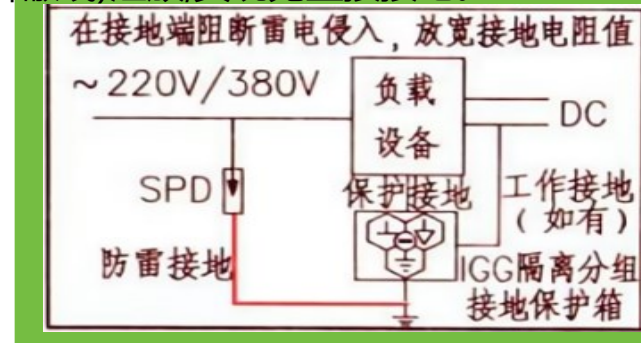 在接地端阻断雷电侵入，放宽接地电阻值
~220V/380V
负载
设备
DC
SPD
保护接地
工作接地
（如有）
防雷接地
IGG隔离分组
接地保护箱